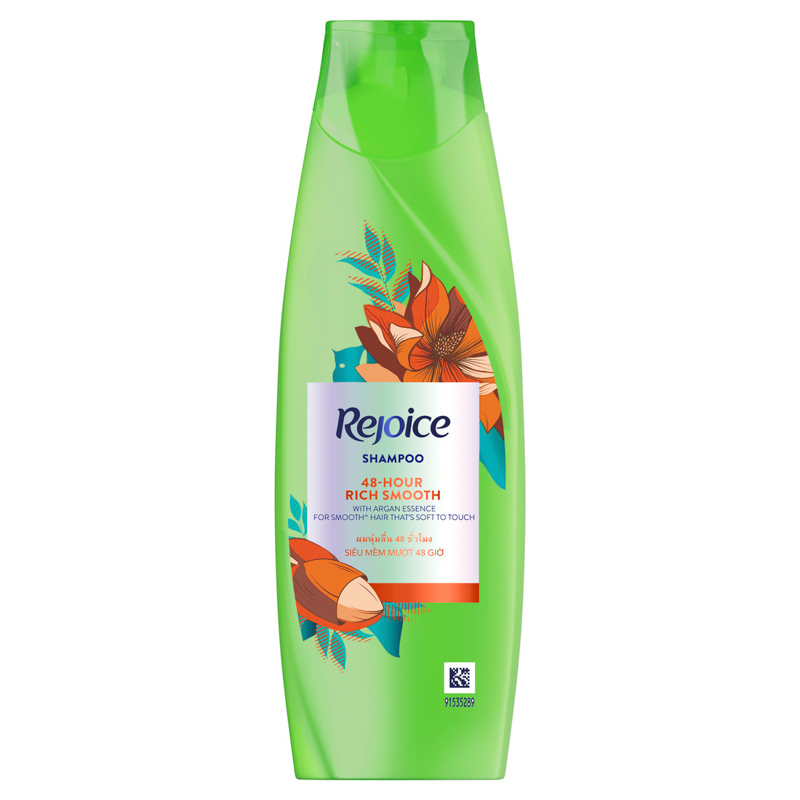 Rejoice
SHAMPOO
48-HOUR
RICH SMOOTH
WITH ARGAN ESSENCE
FOR SMOOTH^ HAIR THAT'S SOFT TO TOUCH
ผมนุ่มลื่น 48 ชั่วโมง
SIÊU MỀM MƯỢT 48 GIỜ
91535289